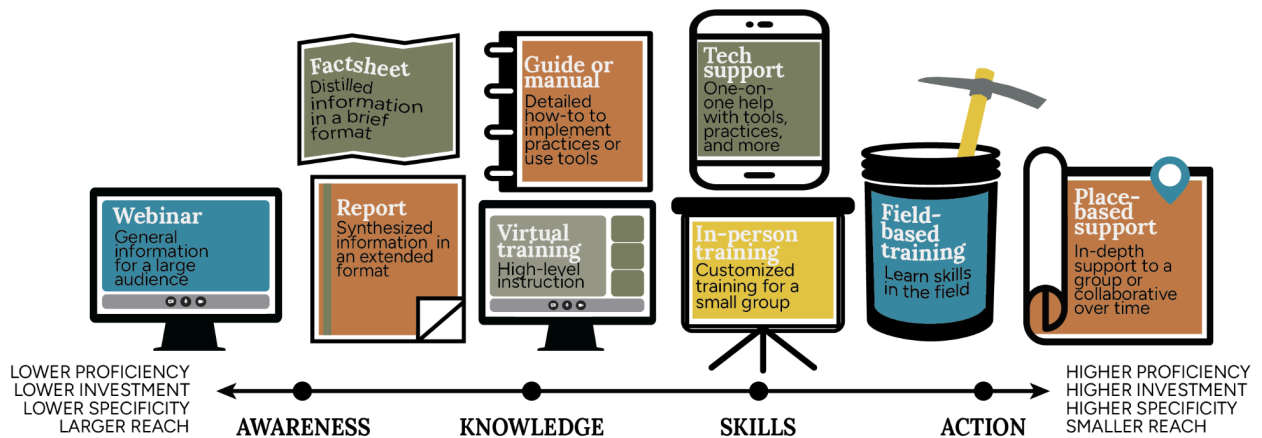 Factsheet
Distilled
information
in a brief
format
Guide or
manual
Detailed
how-to to
implement
practices or
use tools
Tech
support
One-on-
one help
with tools,
practices,
and more
Webinar
General
information
for a large
audience
Report
Synthesized
information in
an extended
format
Virtual
training
High-level
instruction
In-person
training
Customized
training for a
small group
Field-
based
training
Learn skills
in the field
Place-
based
support
In-depth
support to a
group or
collaborative
over time
LOWER PROFICIENCY
LOWER INVESTMENT
LOWER SPECIFICITY
LARGER REACH
AWARENESS
KNOWLEDGE
SKILLS
ACTION
HIGHER PROFICIENCY
HIGHER INVESTMENT
HIGHER SPECIFICITY
SMALLER REACH